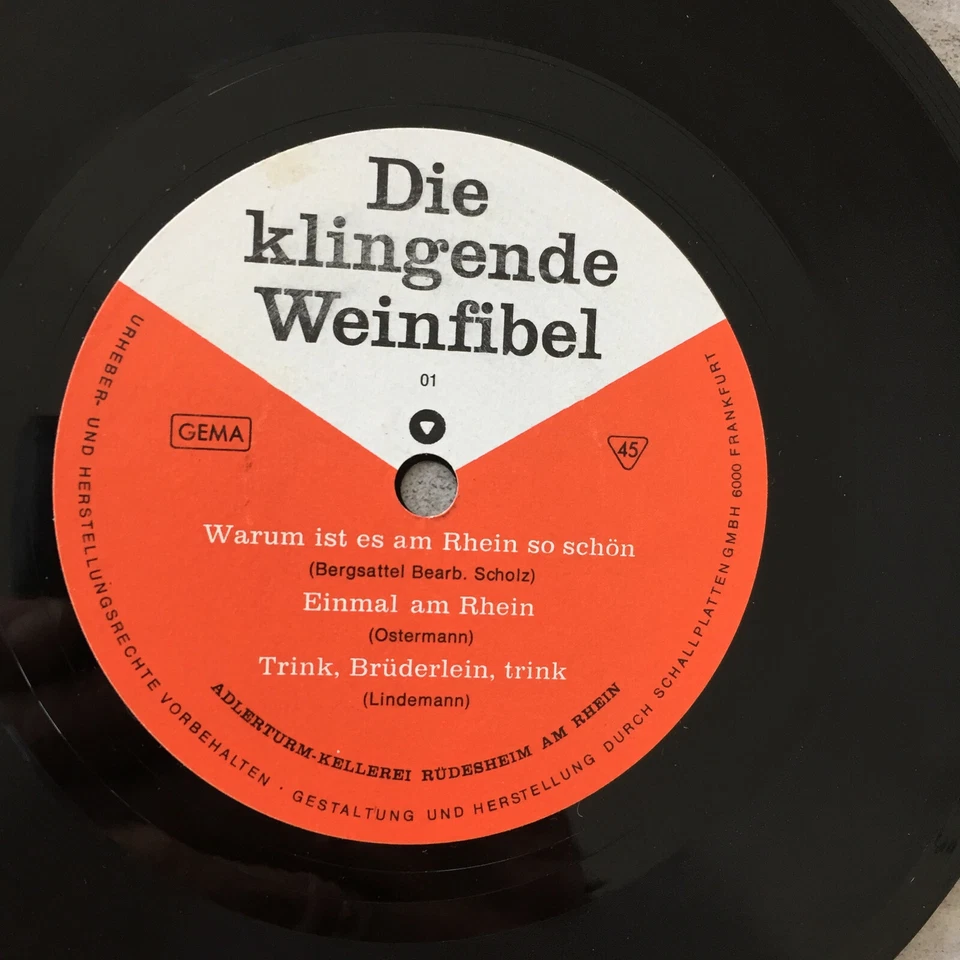 Die
klingende
Weinfibel
01
GEMA
45
Warum ist es am Rhein so schön
(Bergsattel Bearb. Scholz)
Einmal am Rhein
(Ostermann)
Trink, Brüderlein, trink
(Lindemann)
ADLERTURM-KELLEREI RÜDESHEIM AM RHEIN
URHEBER- UND HERSTELLUNGSRECHTE VORBEHALTEN · GESTALTUNG UND HERSTELLUNG DURCH SCHALLPLATTEN GMBH 6000 FRANKFURT